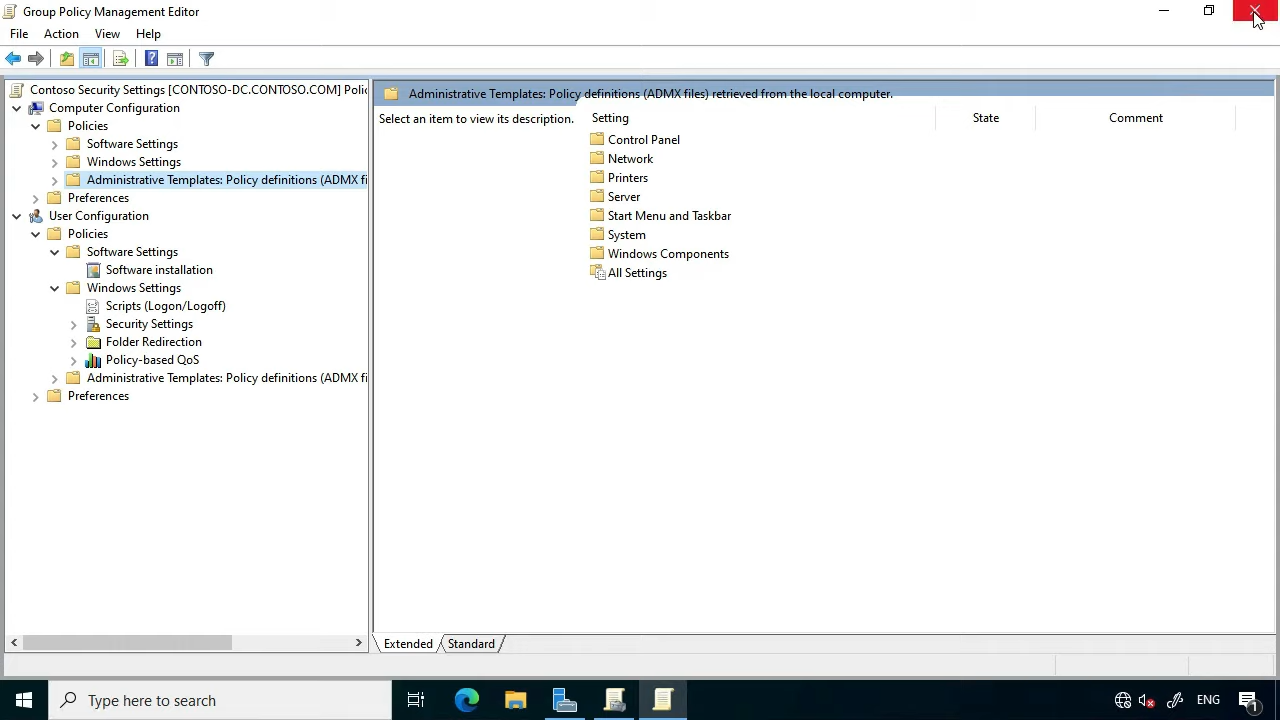 Group Policy Management Editor
File Action View Help
Contoso Security Settings [CONTOSO-DC.CONTOSO.COM] Polic
Computer Configuration
Policies
Software Settings
Windows Settings
Administrative Templates: Policy definitions (ADMX fi
Preferences
User Configuration
Policies
Software Settings
Software installation
Windows Settings
Scripts (Logon/Logoff)
Security Settings
Folder Redirection
Policy-based QoS
Administrative Templates: Policy definitions (ADMX fi
Preferences
Administrative Templates: Policy definitions (ADMX files) retrieved from the local computer.
Select an item to view its description.
Setting State Comment
Control Panel
Network
Printers
Server
Start Menu and Taskbar
System
Windows Components
All Settings
Extended Standard
Type here to search
ENG
1